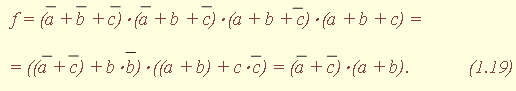 f = (a̅ + b̅ + c̅)·(a̅ + b + c̅)·(a + b + c̅)·(a + b + c) =
= ((a̅ + c̅) + b·b̅)·((a + b) + c·c̅) = (a̅ + c̅)·(a + b). (1.19)